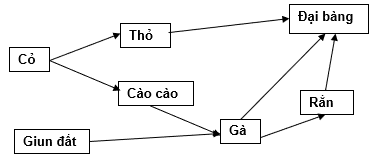 Đại bàng
Thỏ
Cỏ
Cào cào
Rắn
Gà
Giun đất